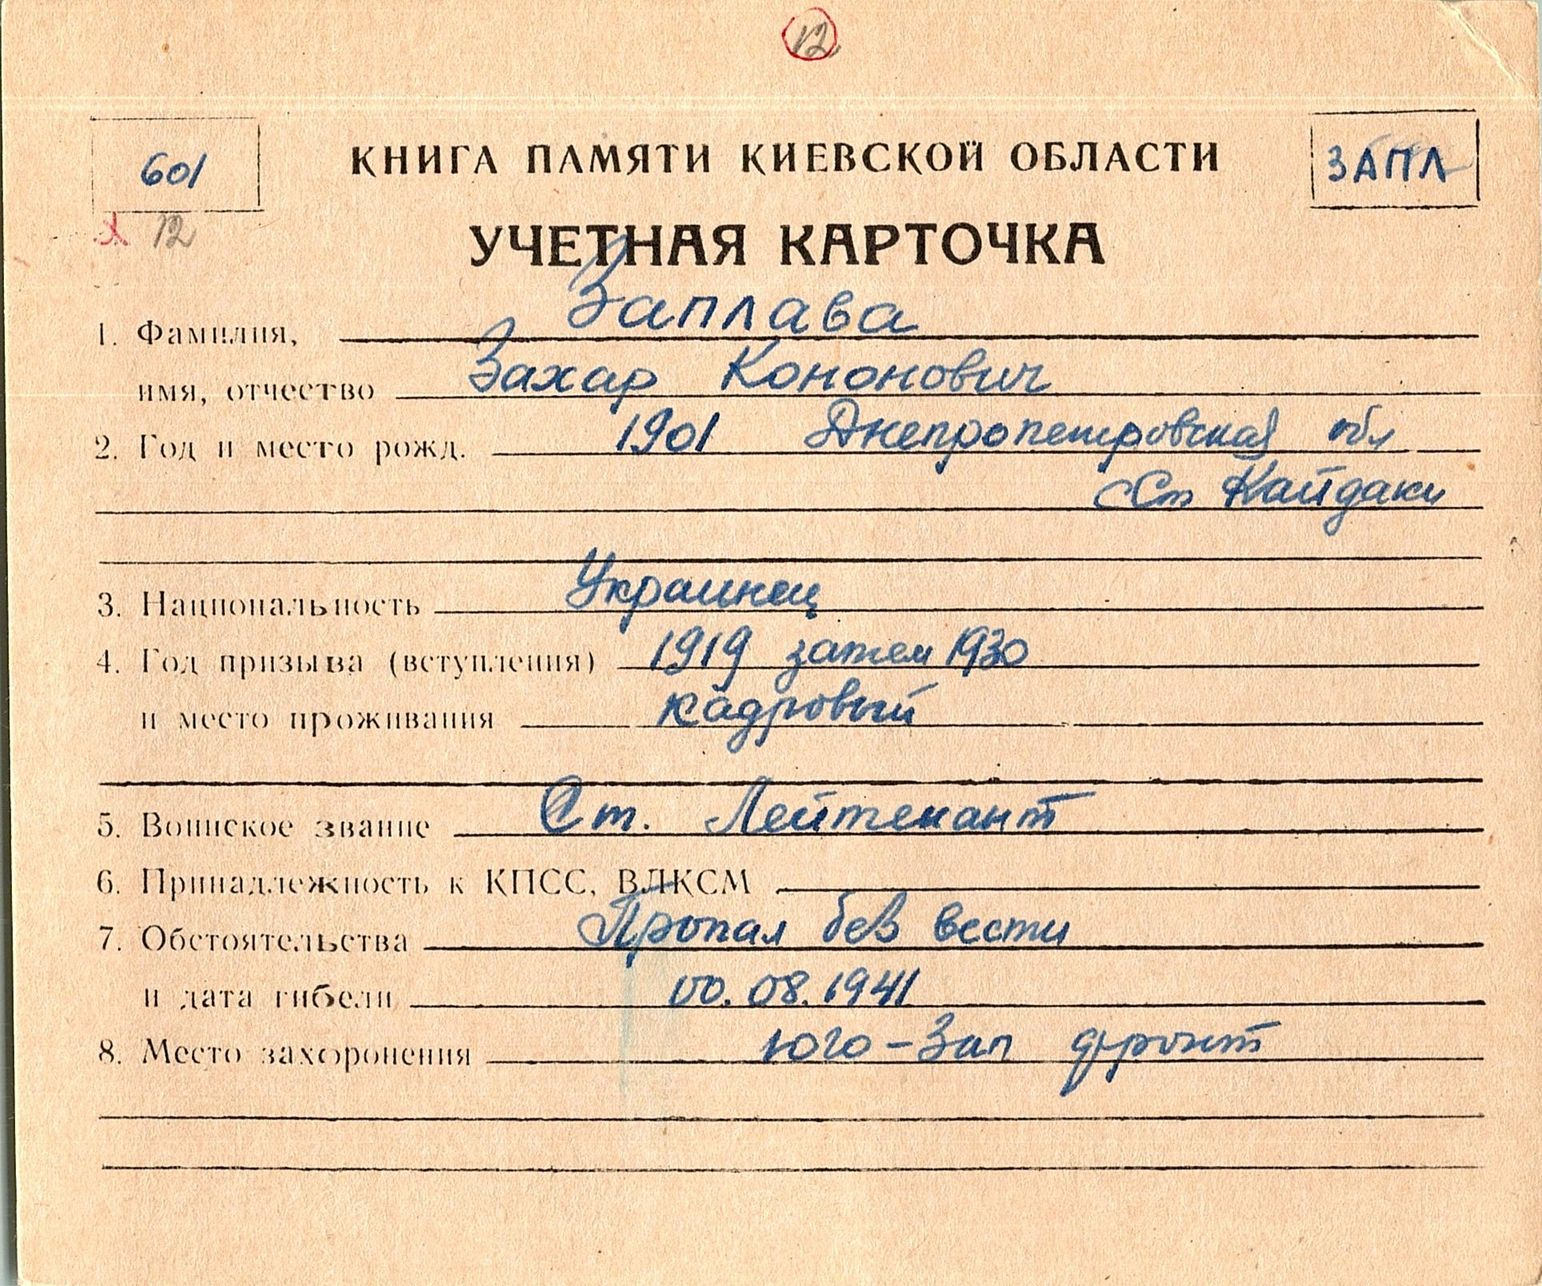 12
601
КНИГА ПАМЯТИ КИЕВСКОЙ ОБЛАСТИ
ЗАПЛ
12
УЧЕТНАЯ КАРТОЧКА
1. Фамилия, Заплава
имя, отчество Захар Кононович
2. Год и место рожд. 1901 Днепропетровская обл
Ст Кайдаки
3. Национальность Украинец
4. Год призыва (вступления) 1919 затем 1930
и место проживания кадровый
5. Воинское звание Ст. Лейтенант
6. Принадлежность к КПСС, ВЛКСМ
7. Обстоятельства Пропал без вести
и дата гибели 00.08.1941
8. Место захоронения юго-Зап фронт